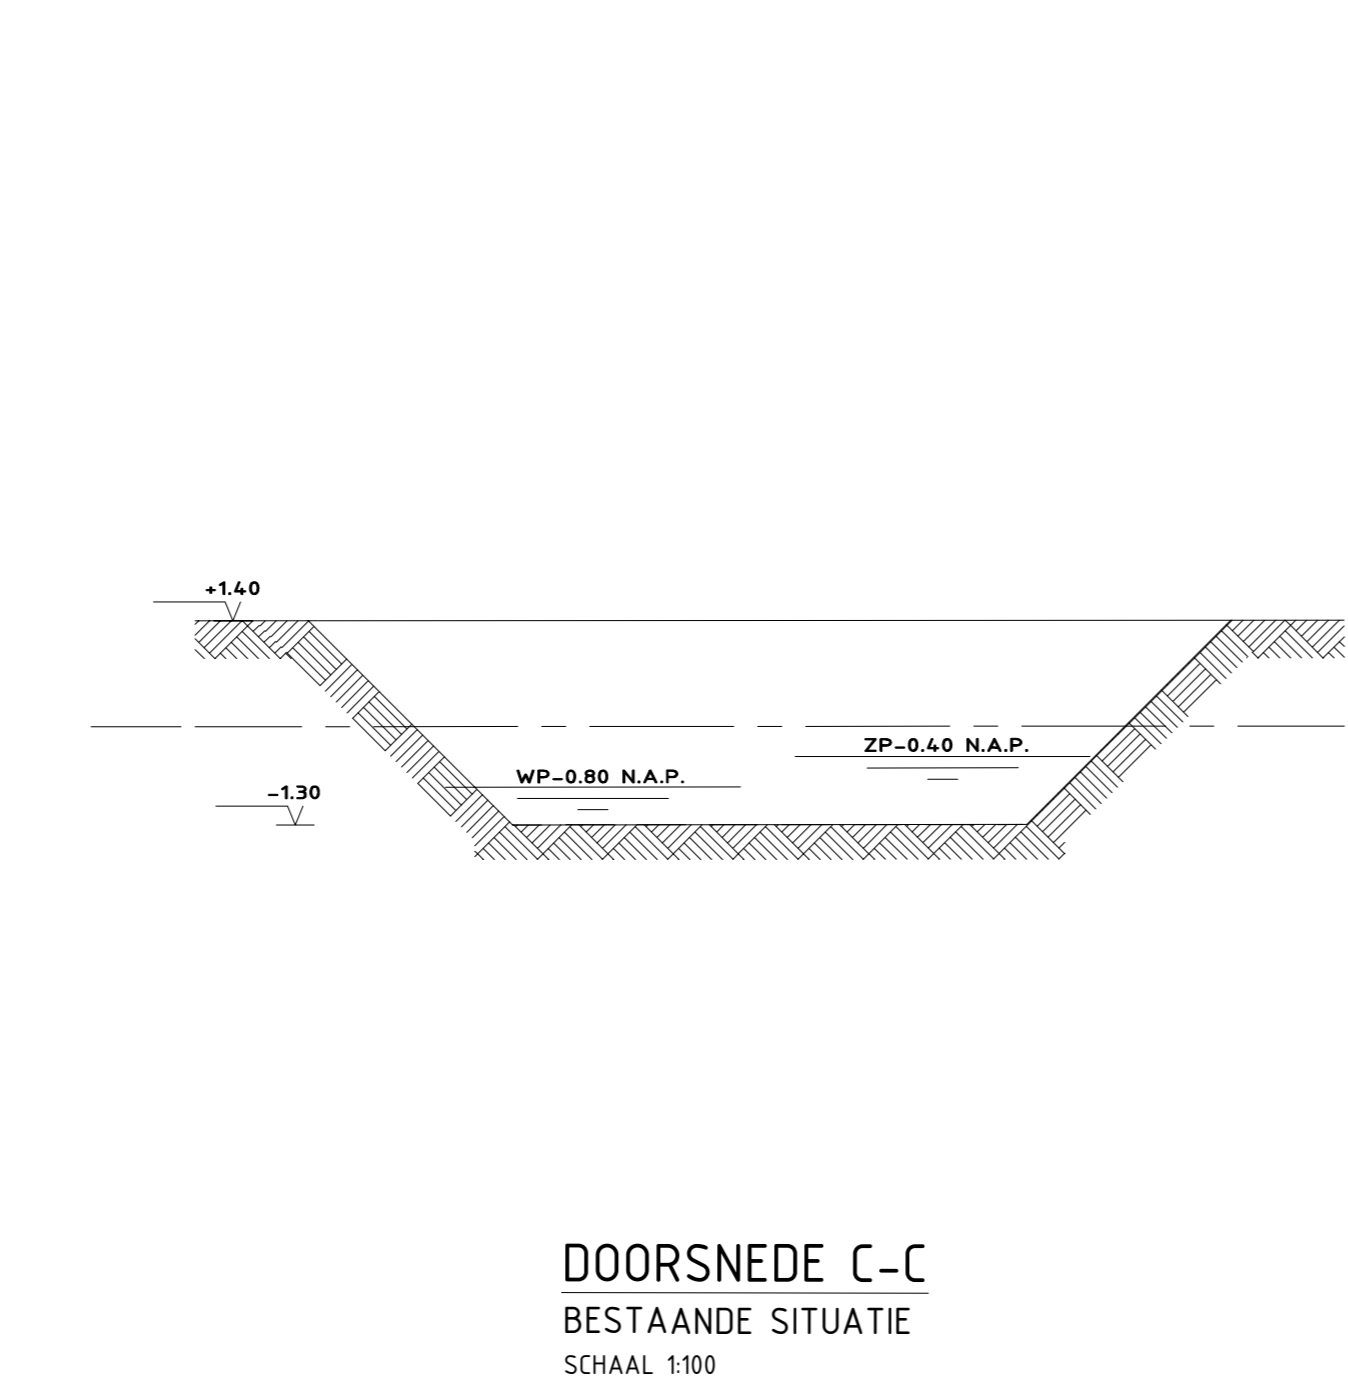 +1.40
ZP-0.40 N.A.P.
WP-0.80 N.A.P.
-1.30
DOORSNEDE C-C
BESTAANDE SITUATIE
SCHAAL 1:100